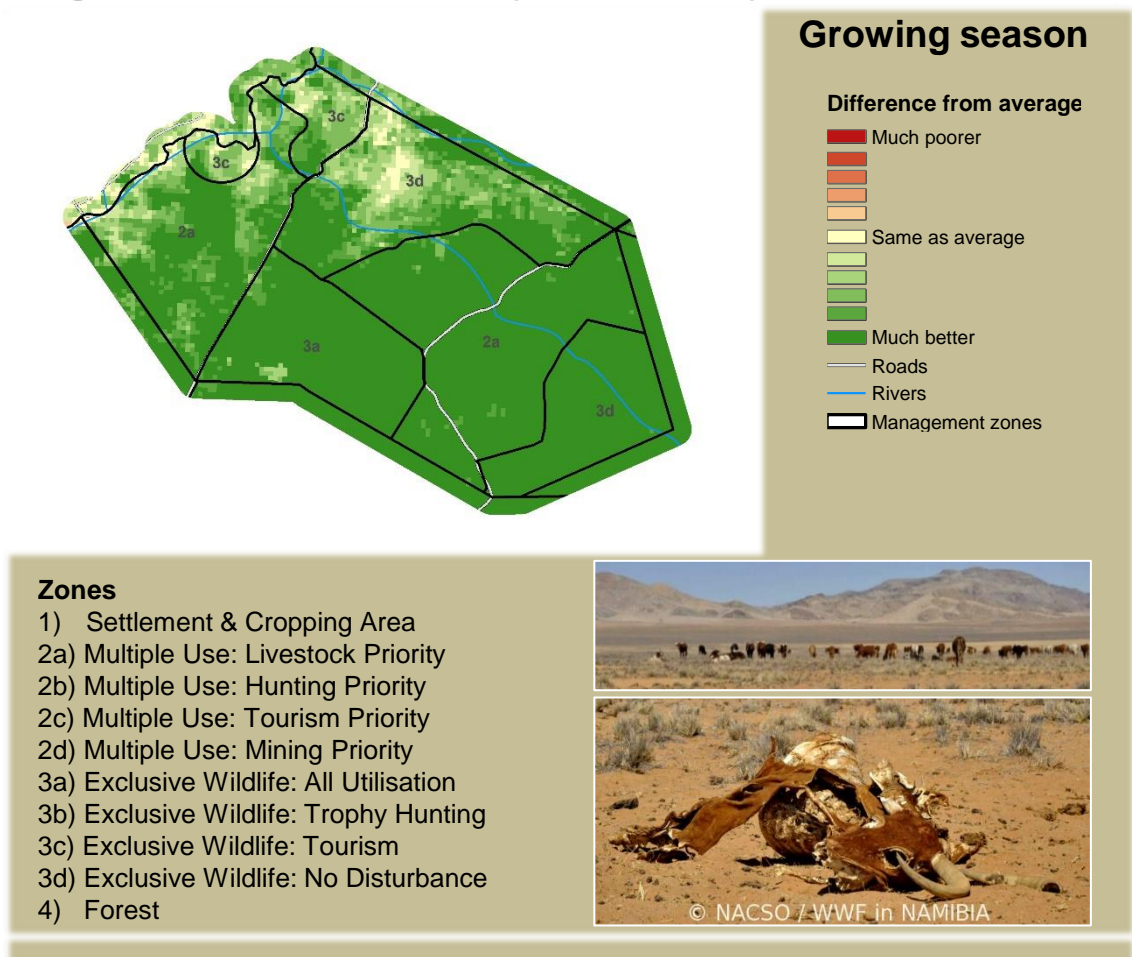 Growing season
Difference from average
Much poorer
Same as average
Much better
Roads
Rivers
Management zones
3c
3c
3d
2a
3a
2a
3d
Zones
1) Settlement & Cropping Area
2a) Multiple Use: Livestock Priority
2b) Multiple Use: Hunting Priority
2c) Multiple Use: Tourism Priority
2d) Multiple Use: Mining Priority
3a) Exclusive Wildlife: All Utilisation
3b) Exclusive Wildlife: Trophy Hunting
3c) Exclusive Wildlife: Tourism
3d) Exclusive Wildlife: No Disturbance
4) Forest
© NACSO / WWF in NAMIBIA